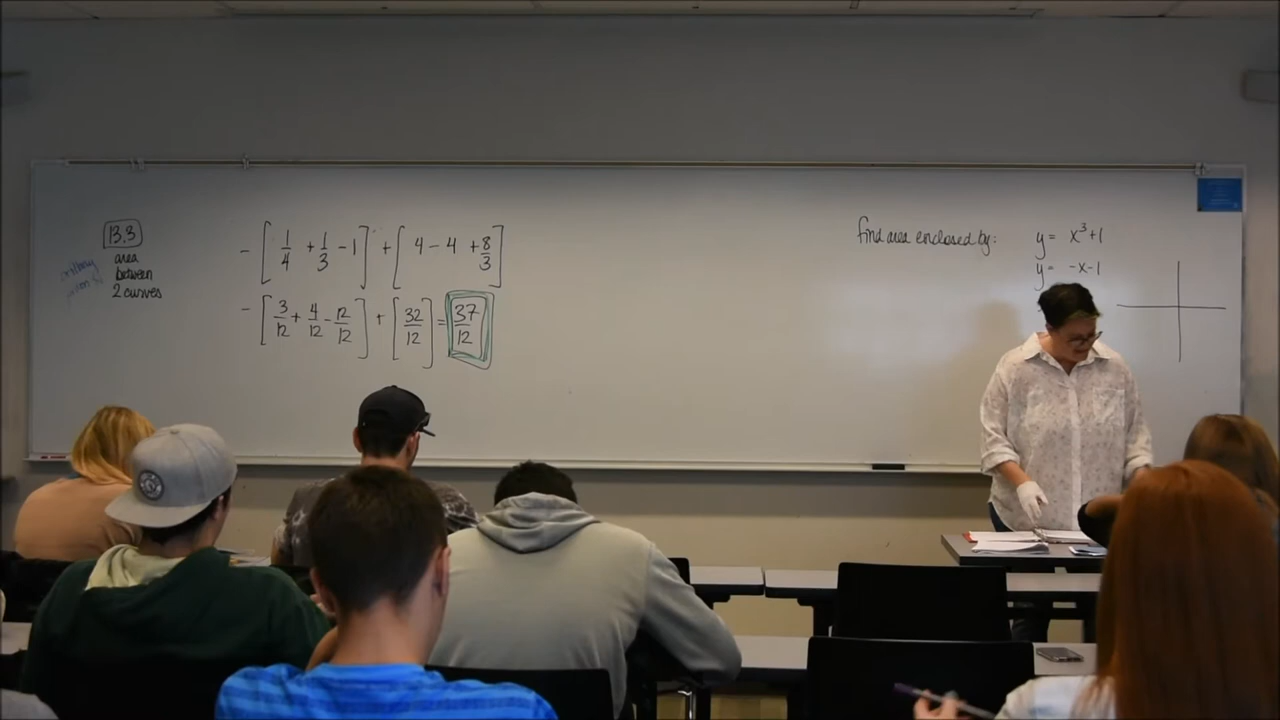 13.3
area
between
2 curves
- [ 1/4 + 1/3 - 1 ] + [ 4 - 4 + 8/3 ]
- [ 3/12 + 4/12 - 12/12 ] + [ 32/12 ] = 37/12
find area enclosed by: y = x³+1
y = -x-1